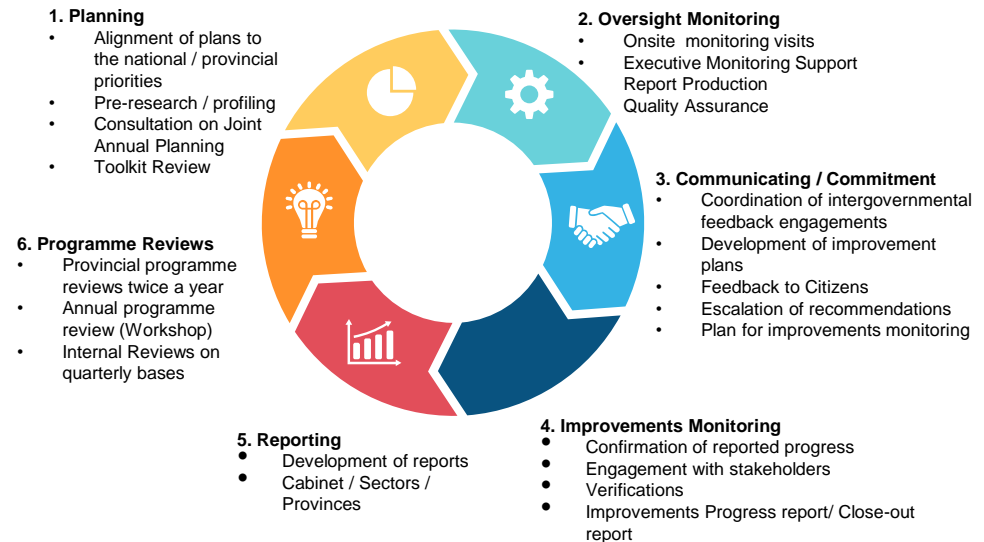 1. Planning
• Alignment of plans to
the national / provincial
priorities
• Pre-research / profiling
• Consultation on Joint
Annual Planning
• Toolkit Review
2. Oversight Monitoring
• Onsite monitoring visits
• Executive Monitoring Support
Report Production
Quality Assurance
3. Communicating / Commitment
• Coordination of intergovernmental
feedback engagements
• Development of improvement
plans
• Feedback to Citizens
• Escalation of recommendations
• Plan for improvements monitoring
4. Improvements Monitoring
• Confirmation of reported progress
• Engagement with stakeholders
• Verifications
• Improvements Progress report/ Close-out
report
5. Reporting
• Development of reports
• Cabinet / Sectors /
Provinces
6. Programme Reviews
• Provincial programme
reviews twice a year
• Annual programme
review (Workshop)
• Internal Reviews on
quarterly bases